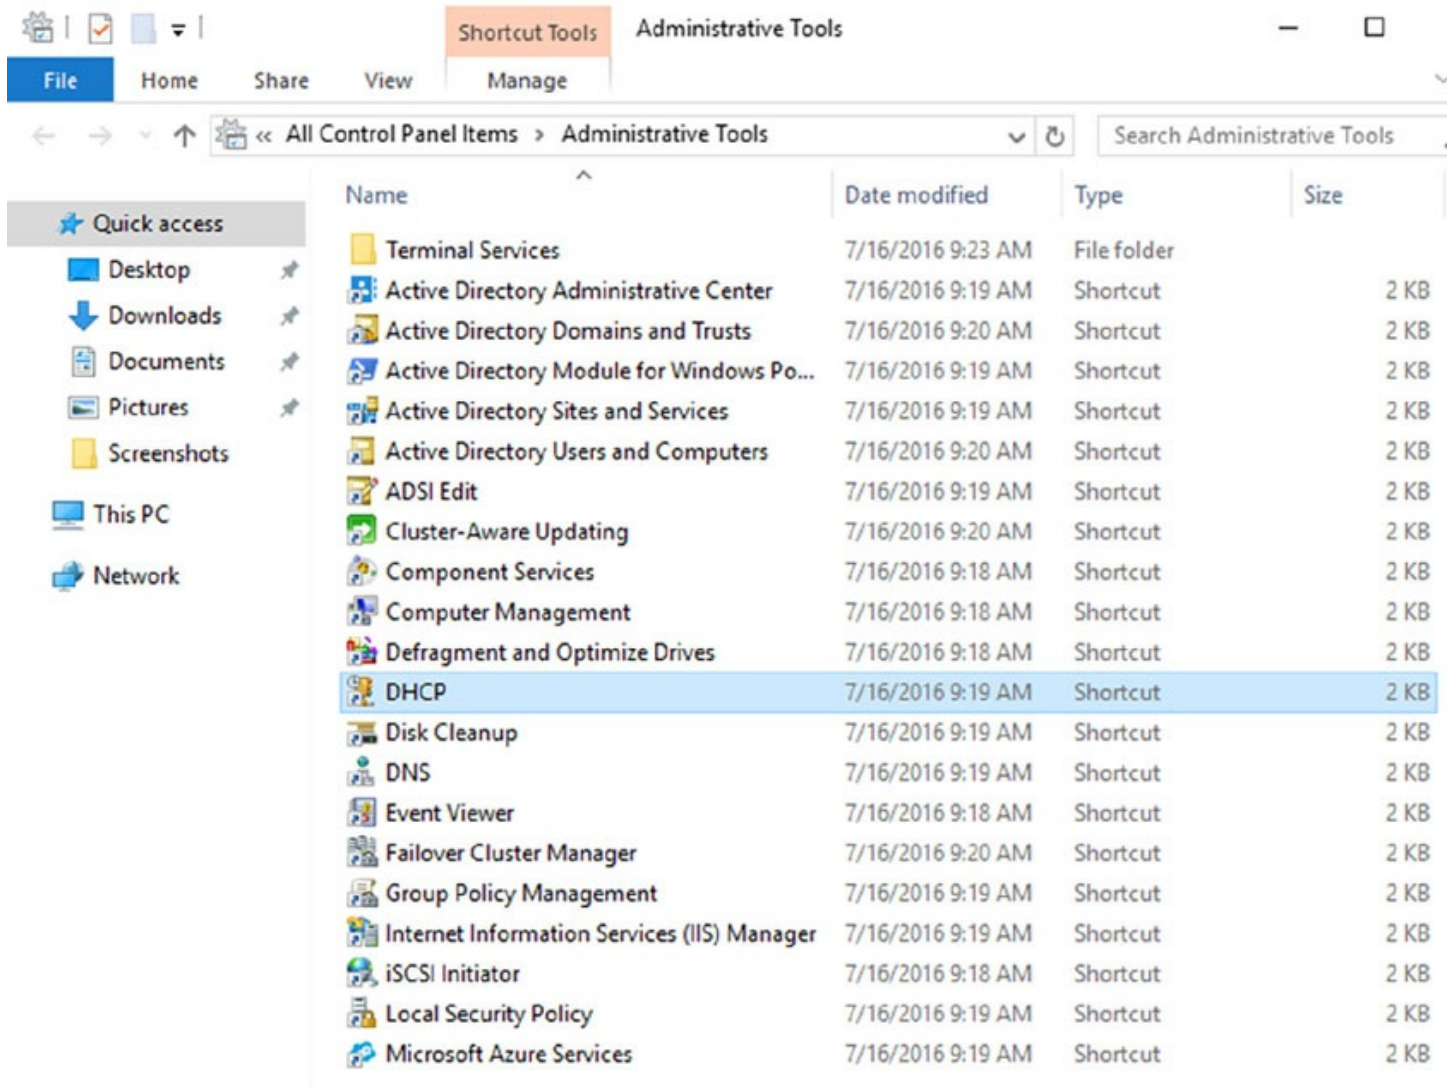 Shortcut Tools Administrative Tools
File Home Share View Manage
« All Control Panel Items > Administrative Tools Search Administrative Tools
Name Date modified Type Size
Quick access
Desktop
Downloads
Documents
Pictures
Screenshots
This PC
Network
Terminal Services 7/16/2016 9:23 AM File folder
Active Directory Administrative Center 7/16/2016 9:19 AM Shortcut 2 KB
Active Directory Domains and Trusts 7/16/2016 9:20 AM Shortcut 2 KB
Active Directory Module for Windows Po... 7/16/2016 9:19 AM Shortcut 2 KB
Active Directory Sites and Services 7/16/2016 9:19 AM Shortcut 2 KB
Active Directory Users and Computers 7/16/2016 9:20 AM Shortcut 2 KB
ADSI Edit 7/16/2016 9:19 AM Shortcut 2 KB
Cluster-Aware Updating 7/16/2016 9:20 AM Shortcut 2 KB
Component Services 7/16/2016 9:18 AM Shortcut 2 KB
Computer Management 7/16/2016 9:18 AM Shortcut 2 KB
Defragment and Optimize Drives 7/16/2016 9:18 AM Shortcut 2 KB
DHCP 7/16/2016 9:19 AM Shortcut 2 KB
Disk Cleanup 7/16/2016 9:19 AM Shortcut 2 KB
DNS 7/16/2016 9:19 AM Shortcut 2 KB
Event Viewer 7/16/2016 9:18 AM Shortcut 2 KB
Failover Cluster Manager 7/16/2016 9:20 AM Shortcut 2 KB
Group Policy Management 7/16/2016 9:19 AM Shortcut 2 KB
Internet Information Services (IIS) Manager 7/16/2016 9:19 AM Shortcut 2 KB
iSCSI Initiator 7/16/2016 9:18 AM Shortcut 2 KB
Local Security Policy 7/16/2016 9:19 AM Shortcut 2 KB
Microsoft Azure Services 7/16/2016 9:19 AM Shortcut 2 KB